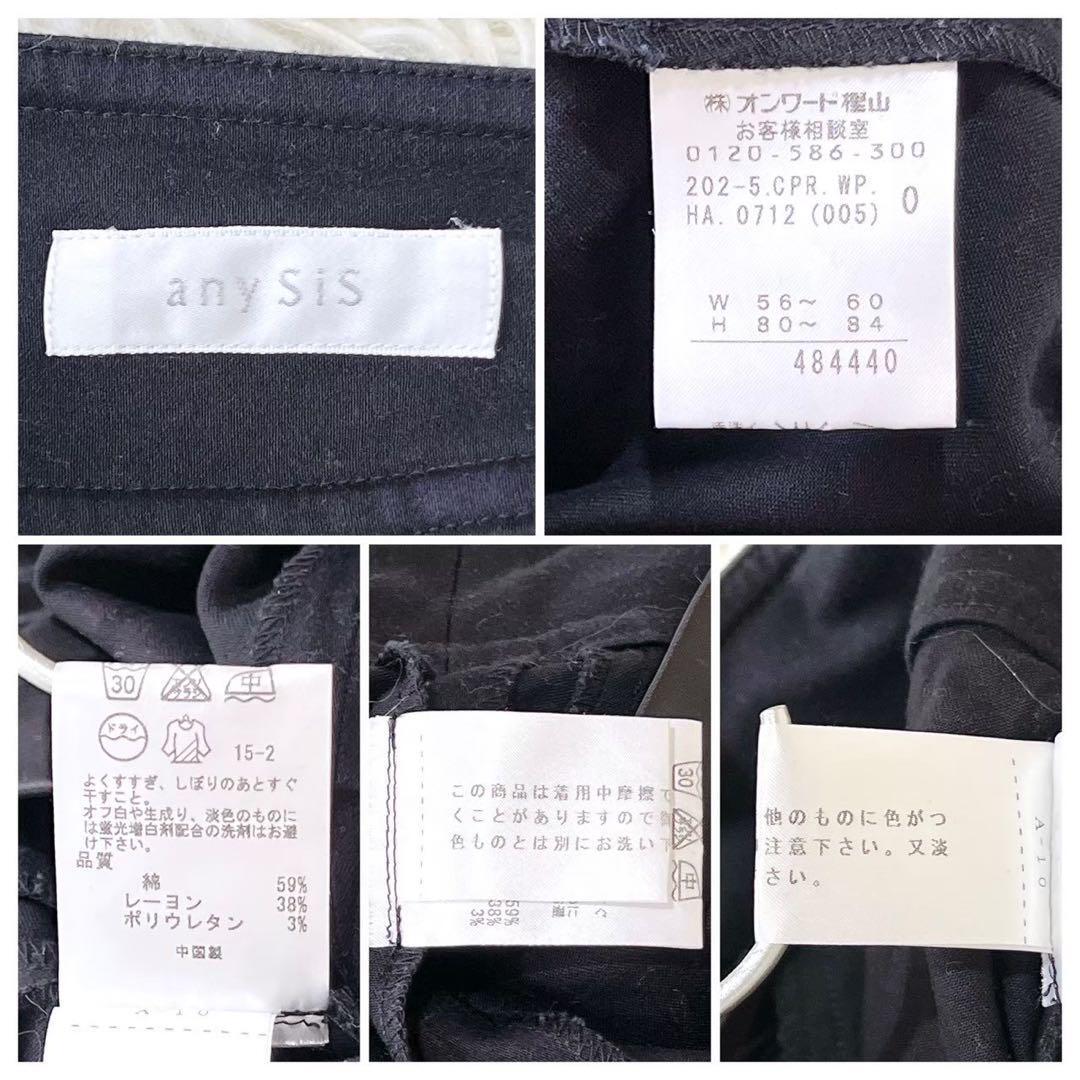 any SiS
(株)オンワード樫山
お客様相談室
0120-586-300
202-5.CPR.WP.
HA.0712(005) 0
W 56～ 60
H 80～ 84
484440
30
中
ドライ
15-2
よくすすぎ、しぼりのあとすぐ
干すこと。
オフ白や生成り、淡色のものに
は蛍光増白剤配合の洗剤はお避
け下さい。
品質
綿 59%
レーヨン 38%
ポリウレタン 3%
中国製
A-10
この商品は着用中摩擦で
くことがありますので
色ものとは別にお洗い下
30
中
59%
38%
3%
他のものに色がつ
注意下さい。又淡
さい。
A-10